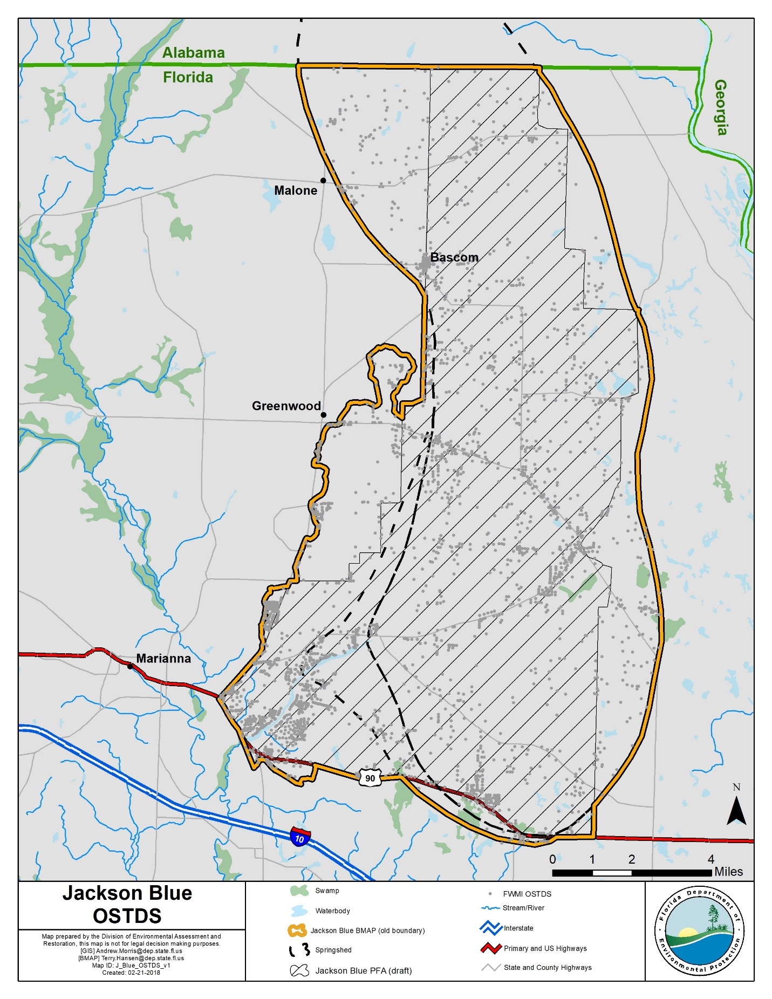 Alabama
Florida
Georgia
Malone
Bascom
Greenwood
Marianna
90
10
N
0 1 2 4
Miles
Jackson Blue
OSTDS
Map prepared by the Division of Environmental Assessment and
Restoration, this map is not for legal decision making purposes.
[GIS] Andrew.Morris@dep.state.fl.us
[BMAP] Terry.Hansen@dep.state.fl.us
Map ID: J_Blue_OSTDS_v1
Created: 02-21-2018
Swamp
Waterbody
Jackson Blue BMAP (old boundary)
Springshed
Jackson Blue PFA (draft)
FWMI OSTDS
Stream/River
Interstate
Primary and US Highways
State and County Highways
Florida Department of
Environmental Protection